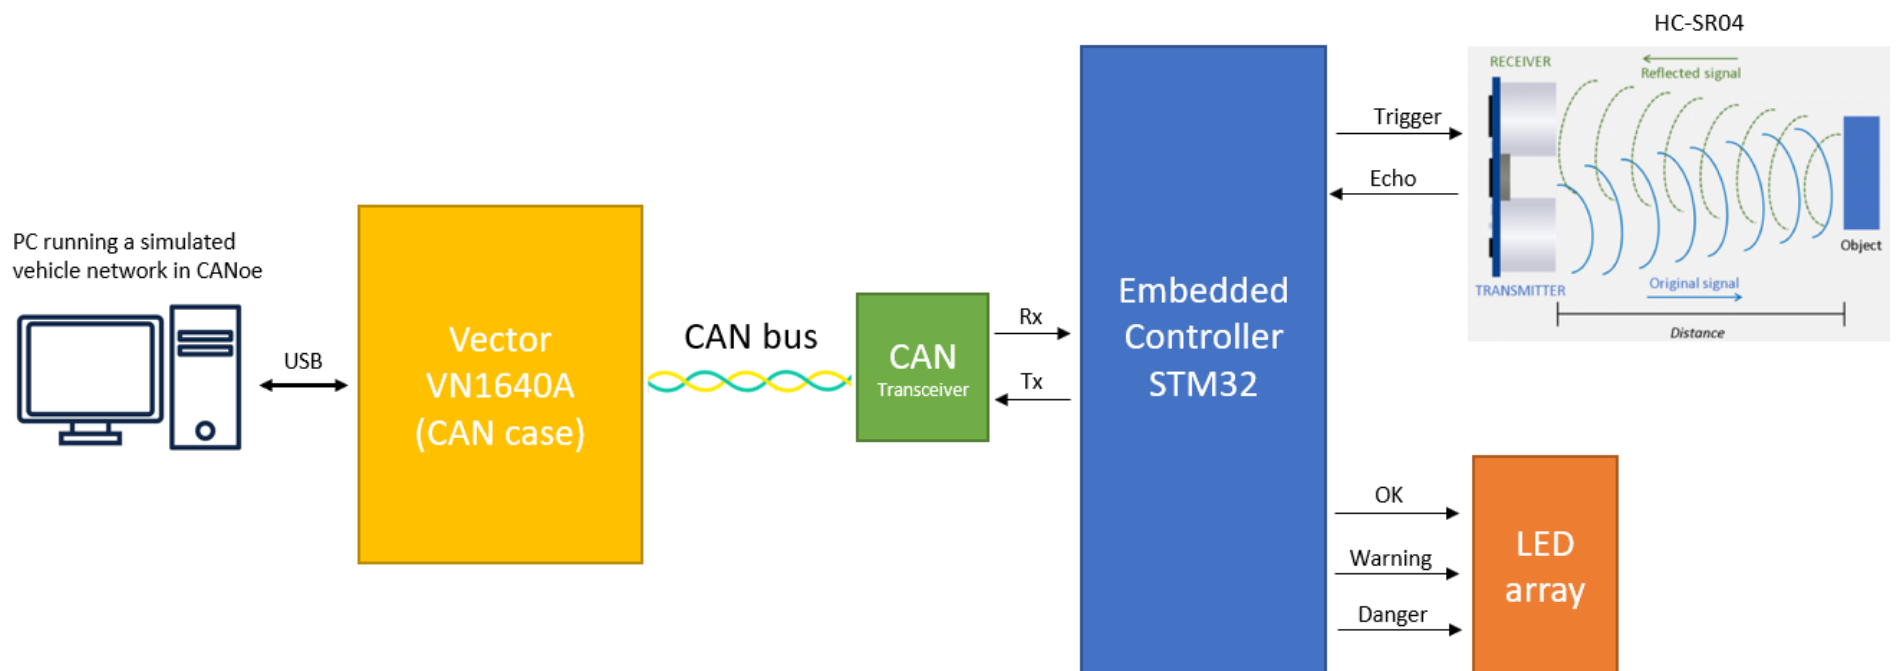 HC-SR04
RECEIVER
Reflected signal
Trigger
Echo
Object
TRANSMITTER
Original signal
Distance
PC running a simulated
vehicle network in CANoe
USB
Vector
VN1640A
(CAN case)
CAN bus
CAN
Transceiver
Rx
Tx
Embedded
Controller
STM32
OK
Warning
Danger
LED
array